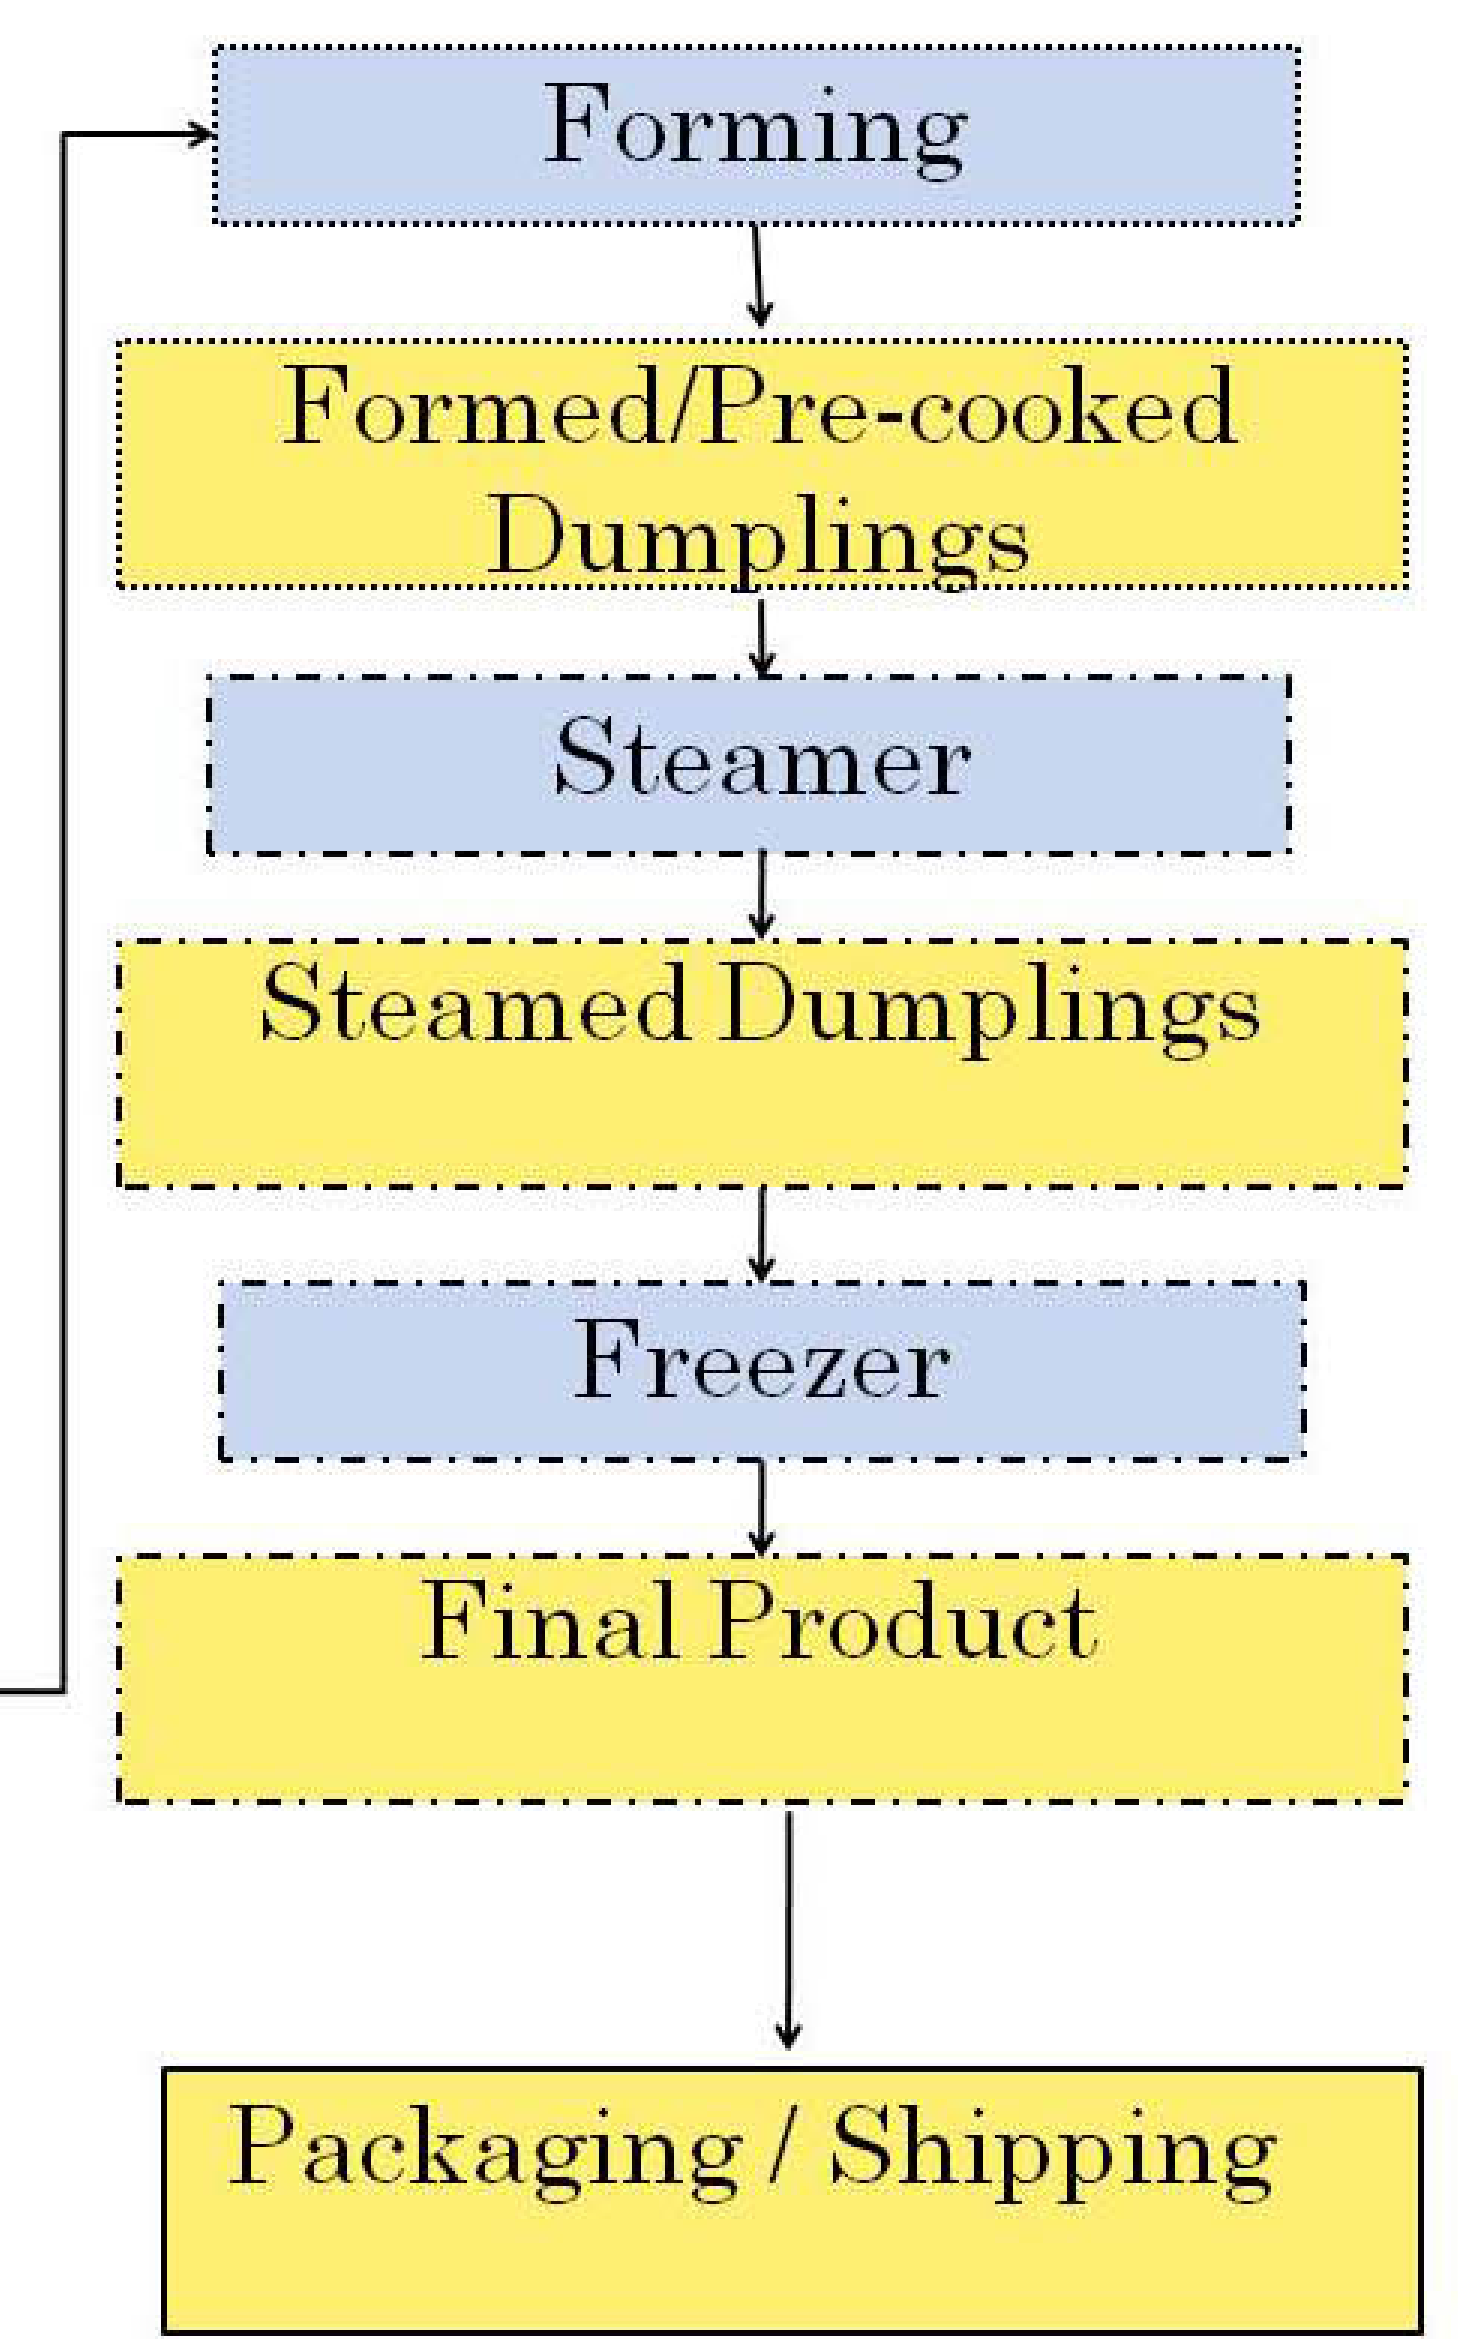 Forming
Formed/Pre-cooked
Dumplings
Steamer
Steamed Dumplings
Freezer
Final Product
Packaging / Shipping